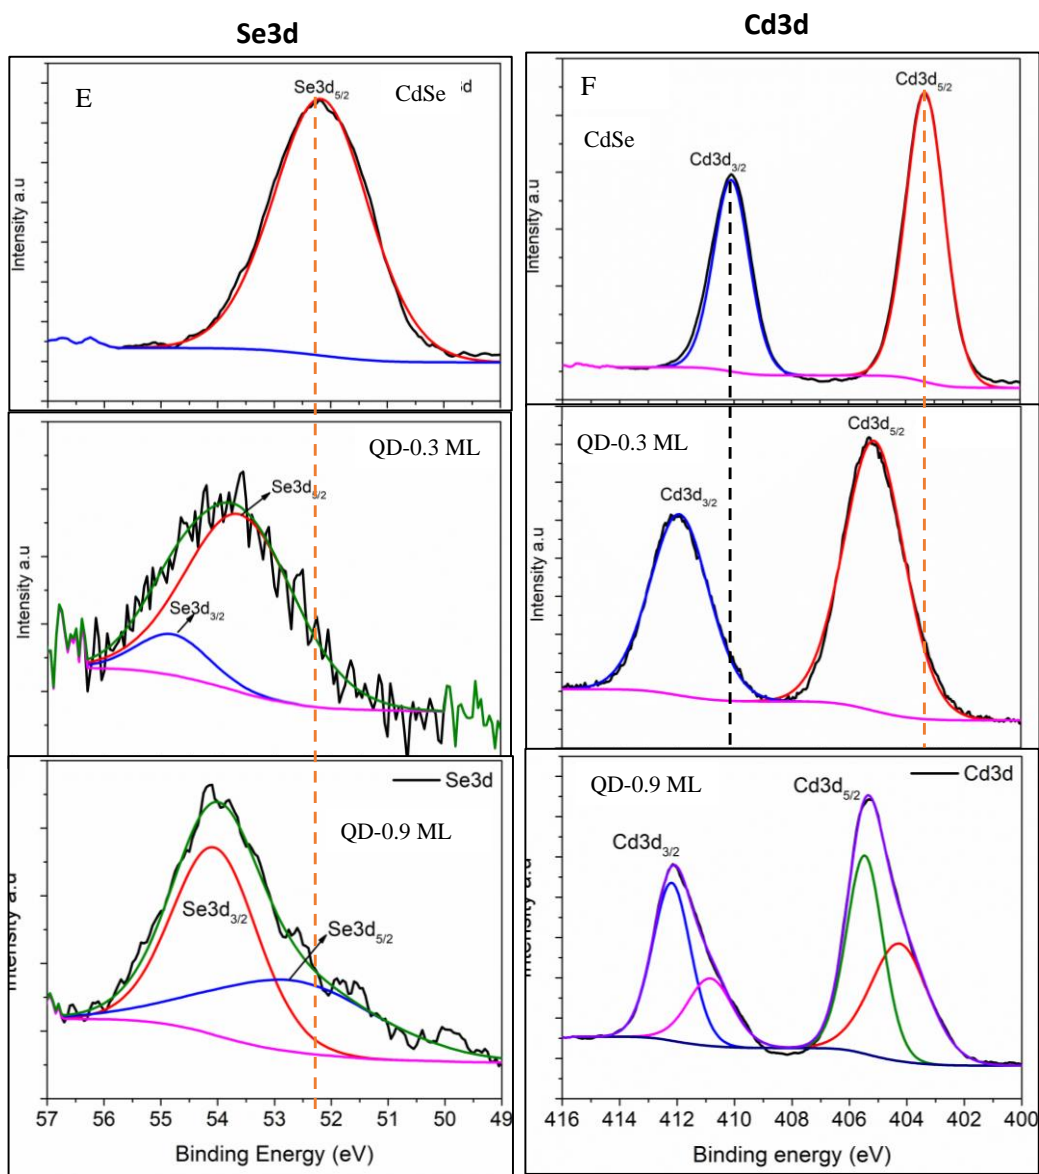 Se3d
Cd3d
E
Se3d5/2
CdSe
3d
Intensity a.u
F
Cd3d5/2
CdSe
Cd3d3/2
Intensity a.u
QD-0.3 ML
Se3d5/2
Se3d3/2
Intensity a.u
QD-0.3 ML
Cd3d5/2
Cd3d3/2
Intensity a.u
Se3d
QD-0.9 ML
Se3d3/2
Se3d5/2
Intensity a.u
57 56 55 54 53 52 51 50 49
Binding Energy (eV)
QD-0.9 ML
Cd3d
Cd3d5/2
Cd3d3/2
Intensity a.u
416 414 412 410 408 406 404 402 400
Binding energy (eV)